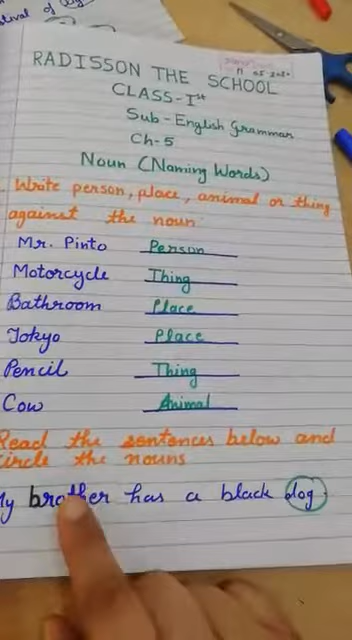 RADISSON THE SCHOOL
CLASS-Ist
Sub - English Grammar
Ch-5
Noun (Naming Words)
Write person, place, animal or thing
against the noun
Mr. Pinto Person
Motorcycle Thing
Bathroom Place
Tokyo Place
Pencil Thing
Cow Animal
Read the sentences below and
circle the nouns
My brother has a black dog.